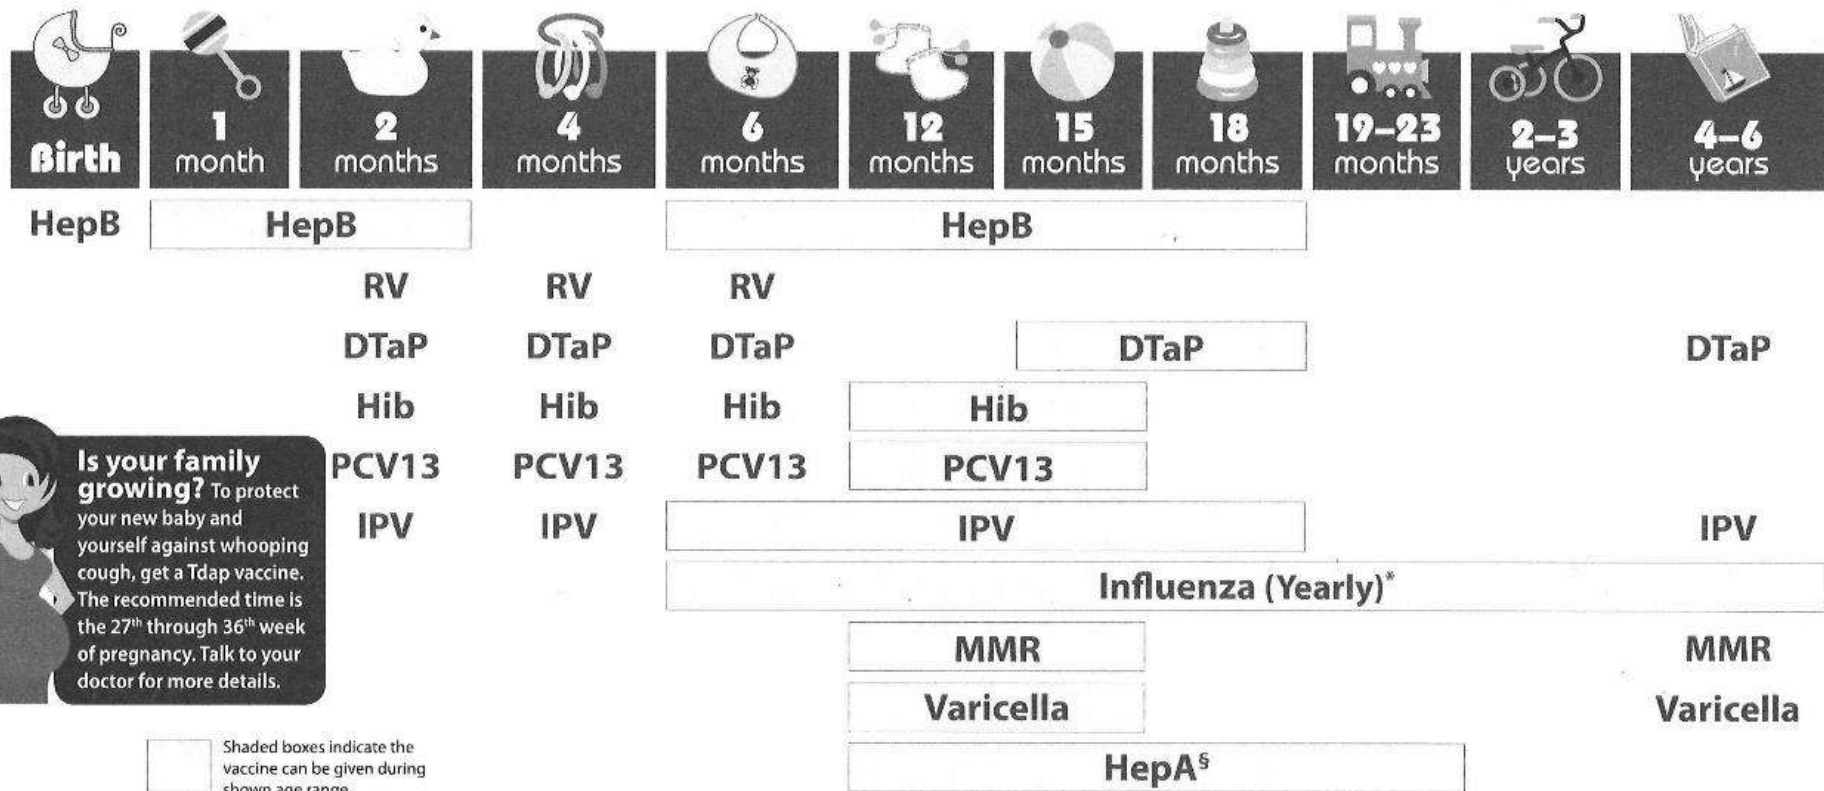 Birth
1
month
2
months
4
months
6
months
12
months
15
months
18
months
19–23
months
2–3
years
4–6
years
HepB HepB HepB
RV RV RV
DTaP DTaP DTaP DTaP DTaP
Hib Hib Hib Hib
PCV13 PCV13 PCV13 PCV13
IPV IPV IPV IPV
Influenza (Yearly)*
MMR MMR
Varicella Varicella
HepA§
Is your family
growing? To protect
your new baby and
yourself against whooping
cough, get a Tdap vaccine.
The recommended time is
the 27th through 36th week
of pregnancy. Talk to your
doctor for more details.
Shaded boxes indicate the
vaccine can be given during
shown age range